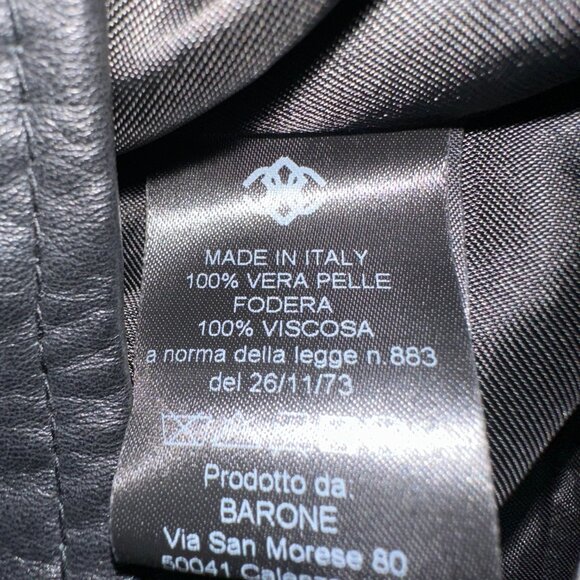 MADE IN ITALY
100% VERA PELLE
FODERA
100% VISCOSA
a norma della legge n.883
del 26/11/73
Prodotto da:
BARONE
Via San Morese 80
50041